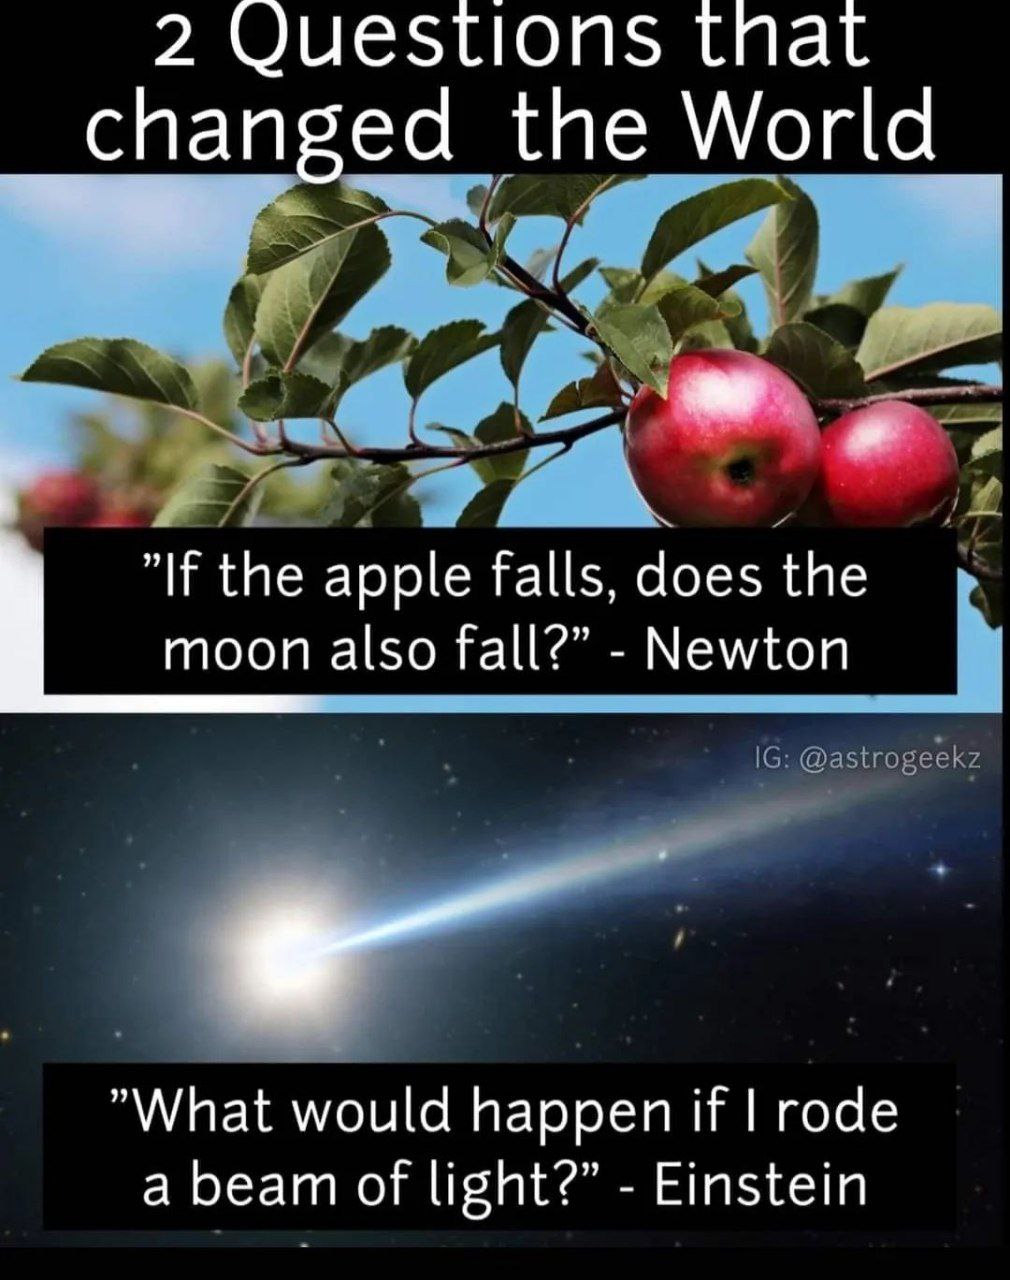 2 Questions that
changed the World
”If the apple falls, does the
moon also fall?” - Newton
IG: @astrogeekz
”What would happen if I rode
a beam of light?” - Einstein